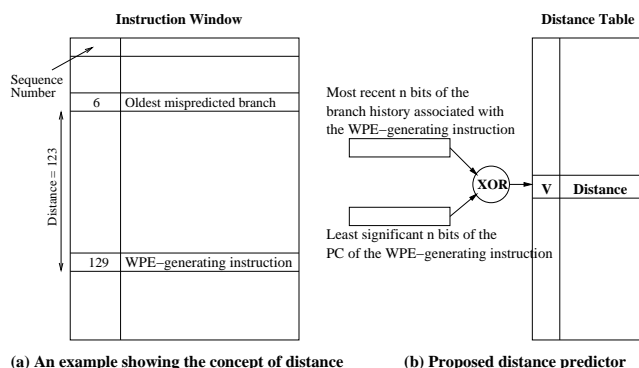 Instruction Window
Sequence
Number
6 Oldest mispredicted branch
Distance = 123
129 WPE−generating instruction
(a) An example showing the concept of distance
Distance Table
Most recent n bits of the
branch history associated with
the WPE−generating instruction
XOR
V Distance
Least significant n bits of the
PC of the WPE−generating instruction
(b) Proposed distance predictor